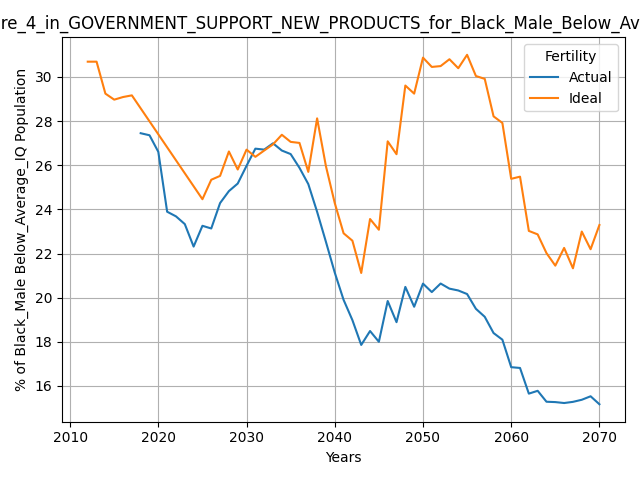 re_4_in_GOVERNMENT_SUPPORT_NEW_PRODUCTS_for_Black_Male_Below_Av
Fertility
Actual
Ideal
% of Black_Male Below_Average_IQ Population
30
28
26
24
22
20
18
16
2010 2020 2030 2040 2050 2060 2070
Years